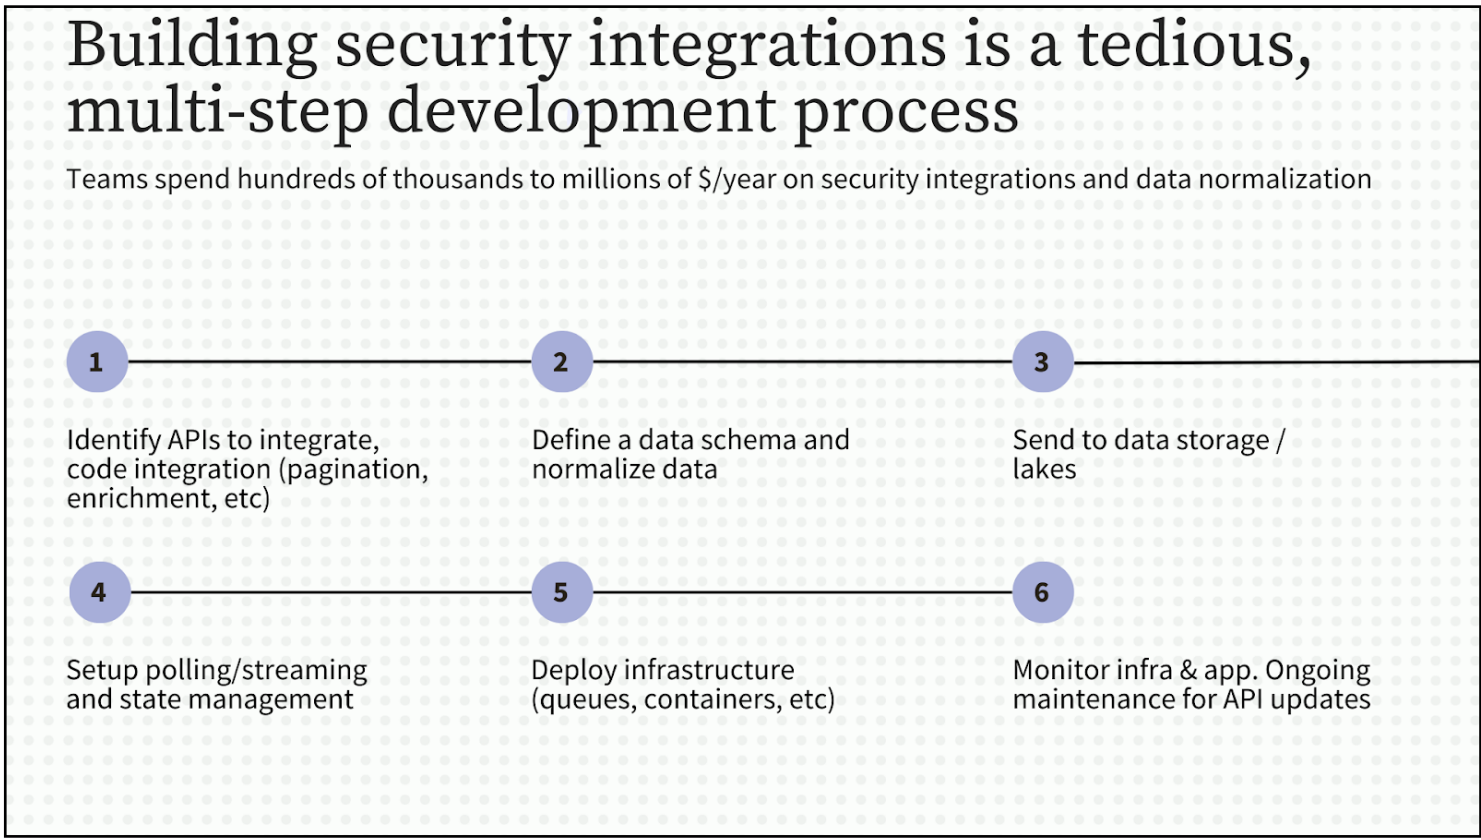 Building security integrations is a tedious,
multi-step development process
Teams spend hundreds of thousands to millions of $/year on security integrations and data normalization
1
2
3
Identify APIs to integrate,
code integration (pagination,
enrichment, etc)
Define a data schema and
normalize data
Send to data storage /
lakes
4
5
6
Setup polling/streaming
and state management
Deploy infrastructure
(queues, containers, etc)
Monitor infra & app. Ongoing
maintenance for API updates